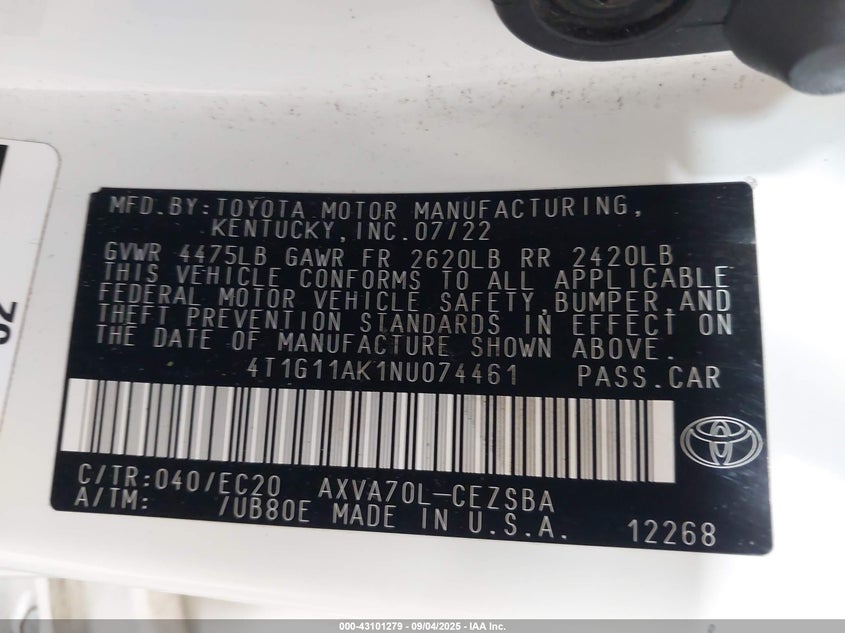 MFD.BY:TOYOTA MOTOR MANUFACTURING,
KENTUCKY,INC.07/22
GVWR 4475LB GAWR FR 2620LB RR 2420LB
THIS VEHICLE CONFORMS TO ALL APPLICABLE
FEDERAL MOTOR VEHICLE SAFETY,BUMPER,AND
THEFT PREVENTION STANDARDS IN EFFECT ON
THE DATE OF MANUFACTURE SHOWN ABOVE.
4T1G11AK1NU074461 PASS.CAR
C/TR:040/EC20 AXVA70L-CEZSBA
A/TM: /UB80E MADE IN U.S.A. 12268
000-43101279 - 09/04/2025 - IAA Inc.